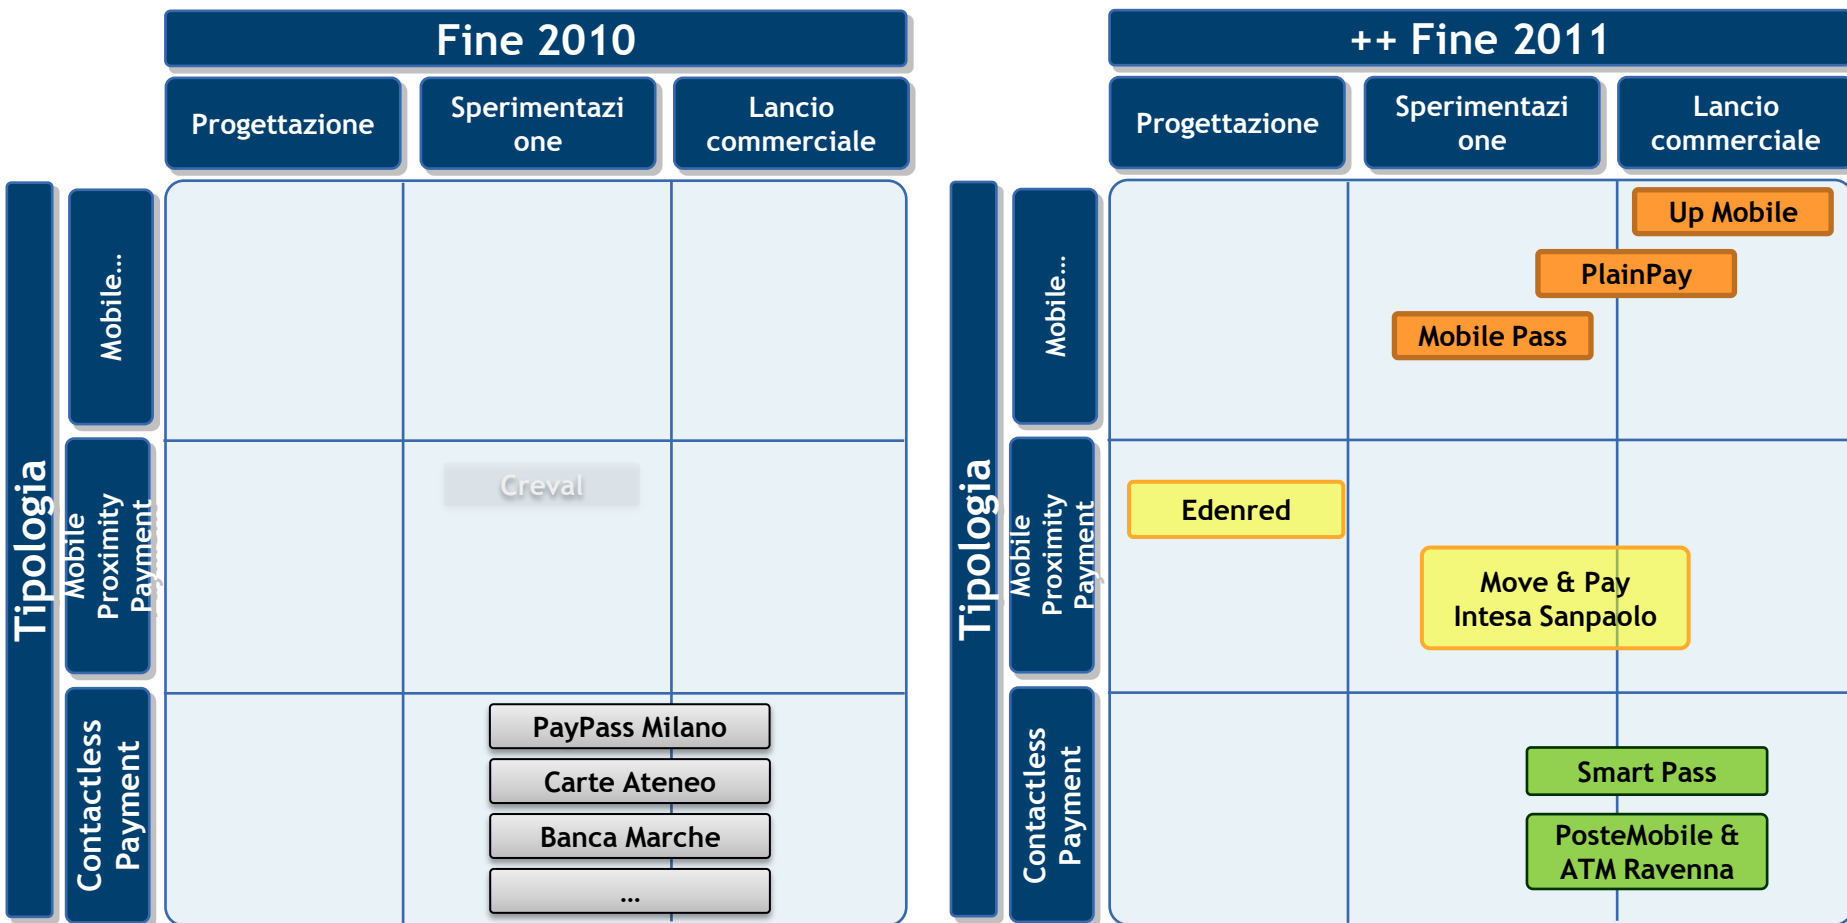 Fine 2010
Progettazione
Sperimentazi
one
Lancio
commerciale
Tipologia
Mobile...
Mobile
Proximity
Payment
Creval
Contactless
Payment
PayPass Milano
Carte Ateneo
Banca Marche
...
++ Fine 2011
Progettazione
Sperimentazi
one
Lancio
commerciale
Tipologia
Mobile...
Up Mobile
PlainPay
Mobile Pass
Mobile
Proximity
Payment
Edenred
Move & Pay
Intesa Sanpaolo
Contactless
Payment
Smart Pass
PosteMobile &
ATM Ravenna